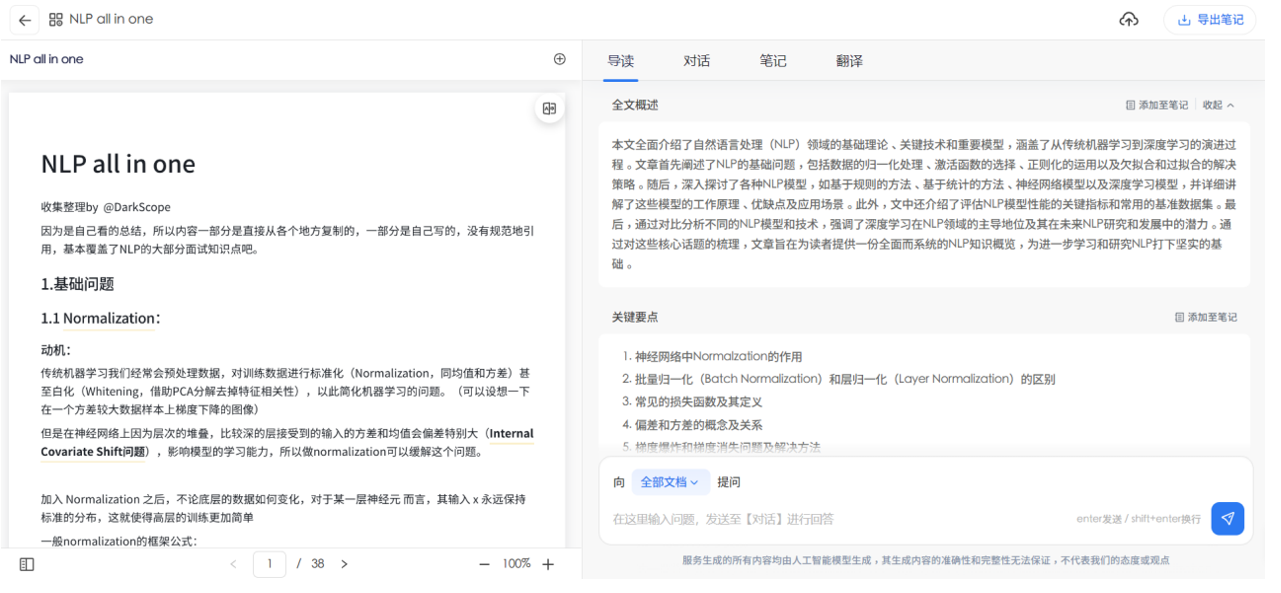 NLP all in one
导出笔记
NLP all in one
导读 对话 笔记 翻译
NLP all in one
收集整理by @DarkScope
因为是自己看的总结，所以内容一部分是直接从各个地方复制的，一部分是自己写的，没有规范地引
用，基本覆盖了NLP的大部分面试知识点吧。
1.基础问题
1.1 Normalization：
动机：
传统机器学习我们经常会预处理数据，对训练数据进行标准化（Normalization，同均值和方差）甚
至白化（Whitening，借助PCA分解去掉特征相关性），以此简化机器学习的问题。（可以设想一下
在一个方差较大数据样本上梯度下降的图像）
但是在神经网络上因为层次的堆叠，比较深的层接受到的输入的方差和均值会偏差特别大（Internal
Covariate Shift问题），影响模型的学习能力，所以做normalization可以缓解这个问题。
加入 Normalization 之后，不论底层的数据如何变化，对于某一层神经元 而言，其输入 x 永远保持
标准的分布，这就使得高层的训练更加简单
一般normalization的框架公式：
1 / 38
100%
全文概述
添加至笔记 收起
本文全面介绍了自然语言处理（NLP）领域的基础理论、关键技术和重要模型，涵盖了从传统机器学习到深度学习的演进过
程。文章首先阐述了NLP的基础问题，包括数据的归一化处理、激活函数的选择、正则化的运用以及欠拟合和过拟合的解决
策略。随后，深入探讨了各种NLP模型，如基于规则的方法、基于统计的方法、神经网络模型以及深度学习模型，并详细讲
解了这些模型的工作原理、优缺点及应用场景。此外，文中还介绍了评估NLP模型性能的关键指标和常用的基准数据集。最
后，通过对比分析不同的NLP模型和技术，强调了深度学习在NLP领域的主导地位及其在未来NLP研究和发展中的潜力。通
过对这些核心话题的梳理，文章旨在为读者提供一份全面而系统的NLP知识概览，为进一步学习和研究NLP打下坚实的基
础。
关键要点
添加至笔记
1. 神经网络中Normalzation的作用
2. 批量归一化（Batch Normalization）和层归一化（Layer Normalization）的区别
3. 常见的损失函数及其定义
4. 偏差和方差的概念及关系
5. 梯度爆炸和梯度消失问题及解决方法
向 全部文档 提问
在这里输入问题，发送至【对话】进行回答
enter发送 / shift+enter换行
服务生成的所有内容均由人工智能模型生成，其生成内容的准确性和完整性无法保证，不代表我们的态度或观点